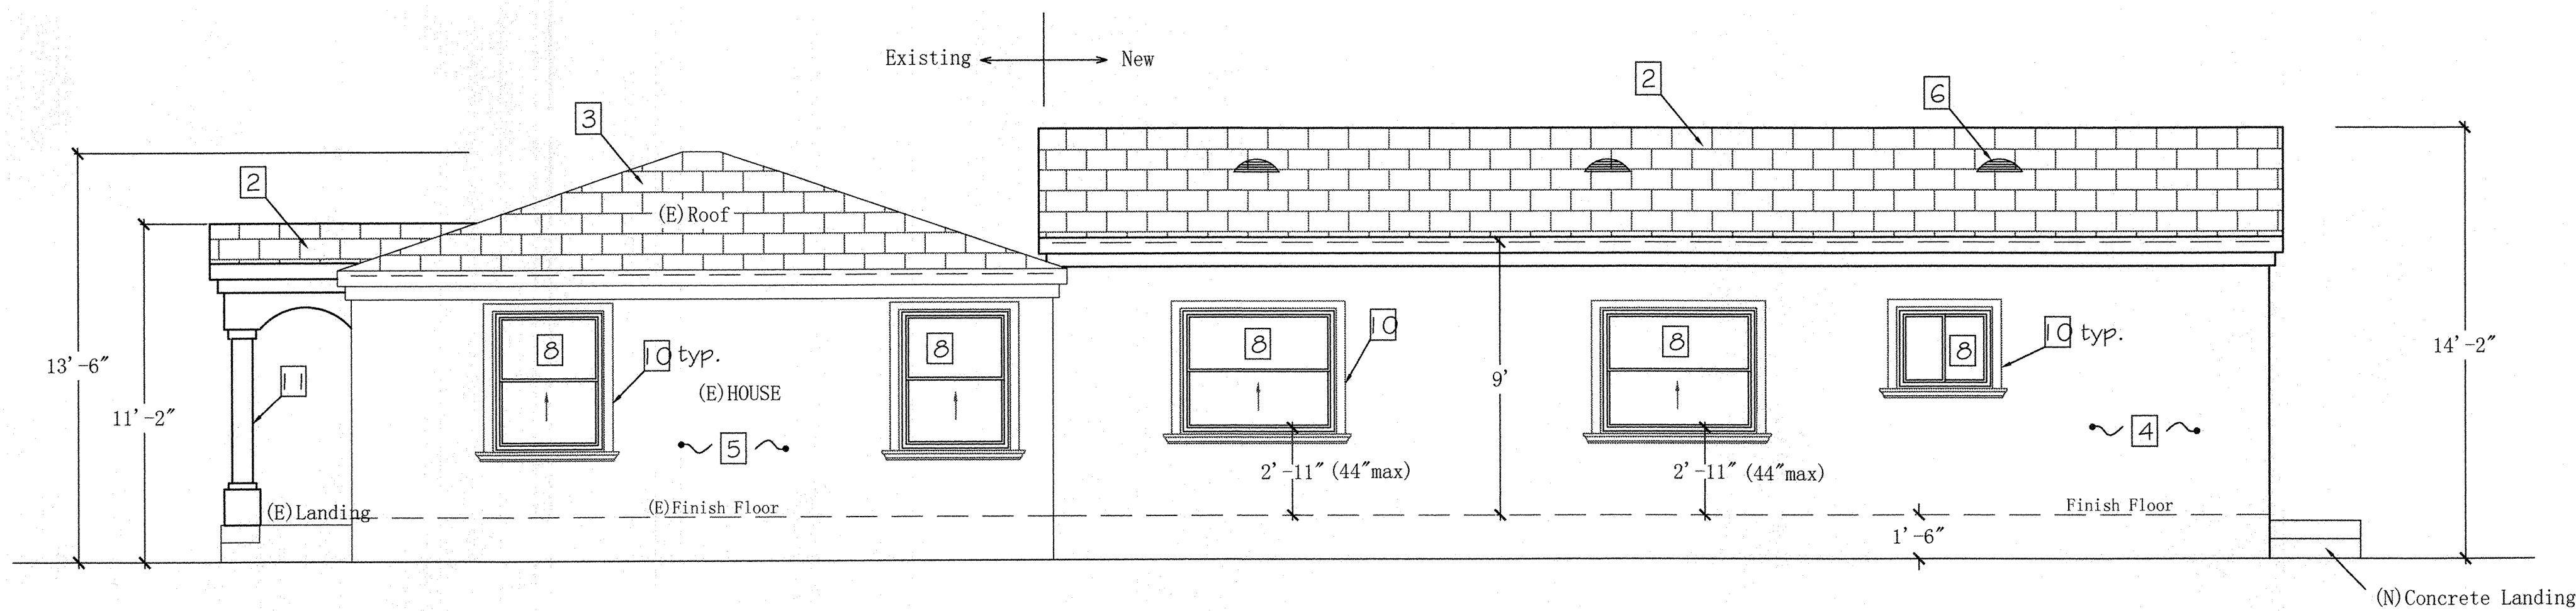 Existing New
2
6
3
2
(E)Roof
10
8
8
8
8
8
10 typ.
10 typ.
13'-6"
14'-2"
9'
11
(E)HOUSE
11'-2"
5
4
2'-11" (44"max)
2'-11" (44"max)
(E)Landing
(E)Finish Floor
Finish Floor
1'-6"
(N)Concrete Landing